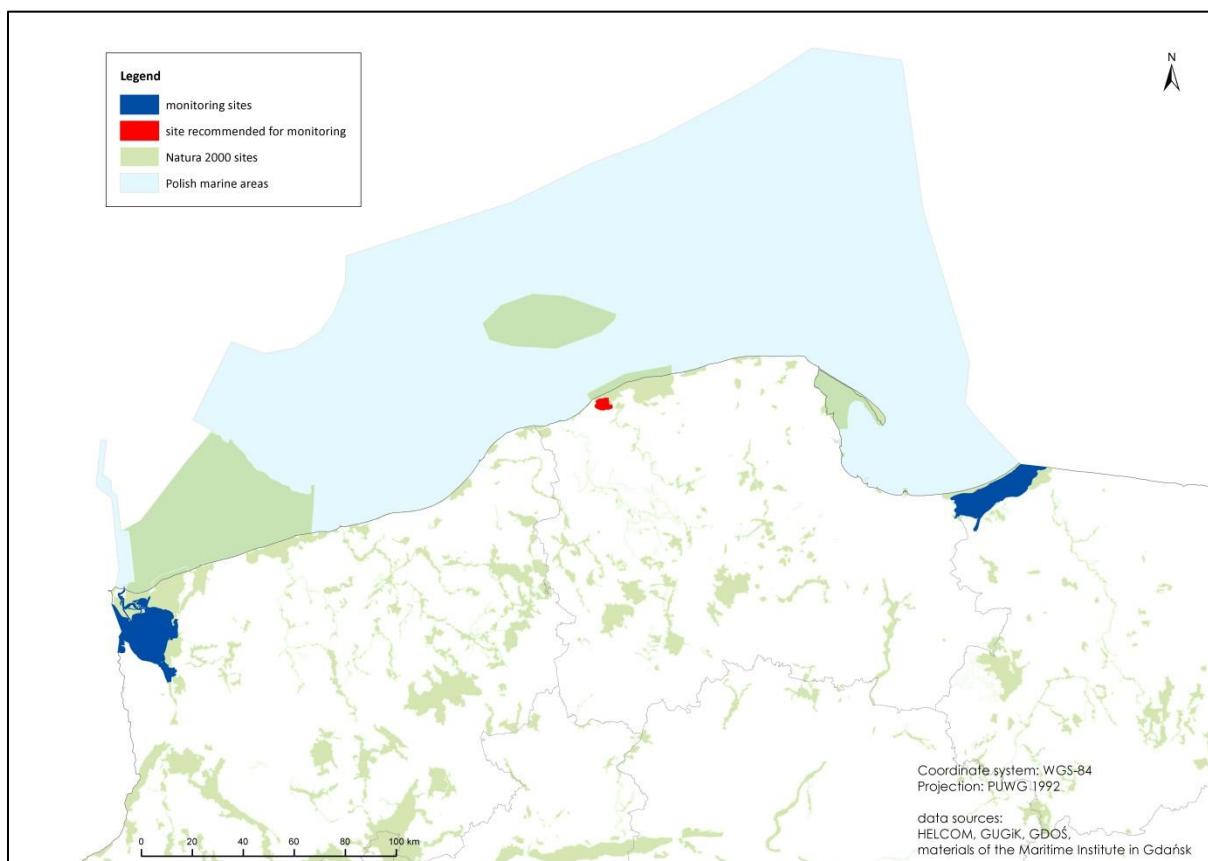 Legend
monitoring sites
site recommended for monitoring
Natura 2000 sites
Polish marine areas
N
Coordinate system: WGS-84
Projection: PUWG 1992
data sources:
HELCOM, GUGiK, GDOŚ,
materials of the Maritime Institute in Gdańsk
0 20 40 60 80 100 km